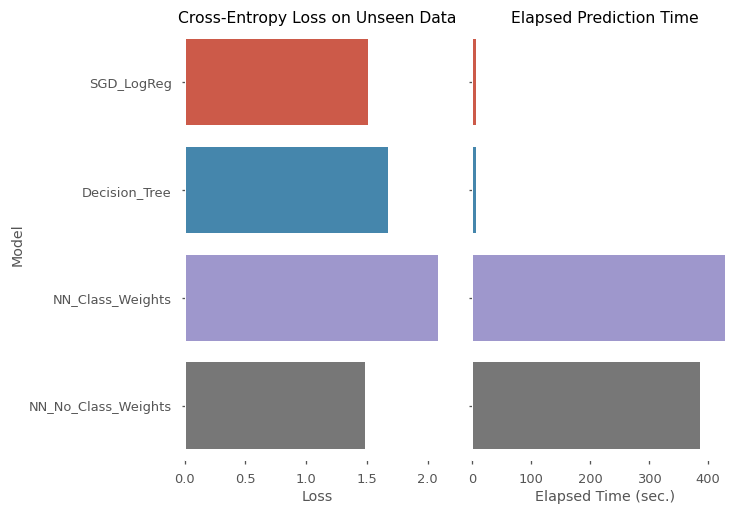 Cross-Entropy Loss on Unseen Data
Elapsed Prediction Time
Model
SGD_LogReg
Decision_Tree
NN_Class_Weights
NN_No_Class_Weights
0.0 0.5 1.0 1.5 2.0
0 100 200 300 400
Loss
Elapsed Time (sec.)